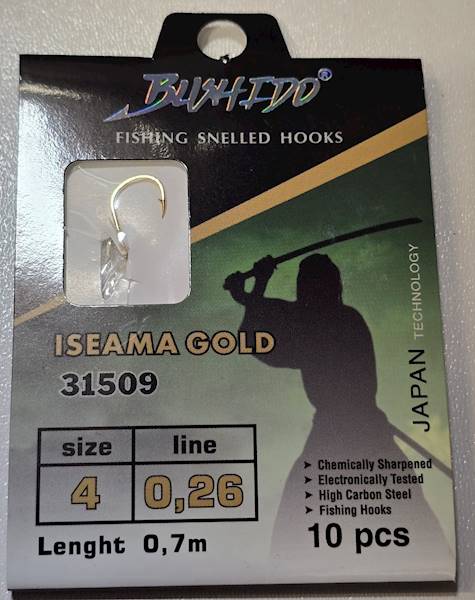 BUSHIDO®
FISHING SNELLED HOOKS
JAPAN TECHNOLOGY
ISEAMA GOLD
31509
size line
4 0,26
Lenght 0,7m
Chemically Sharpened
Electronically Tested
High Carbon Steel
Fishing Hooks
10 pcs